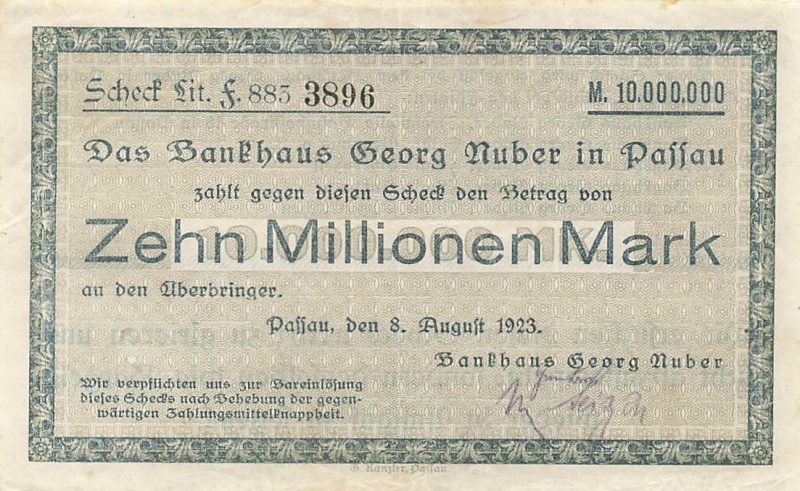 Scheck Lit. F. 885 3896
M. 10.000.000
Das Bankhaus Georg Nuber in Passau
zahlt gegen diesen Scheck den Betrag von
Zehn Millionen Mark
an den Überbringer.
Passau, den 8. August 1923.
Bankhaus Georg Nuber
Wir verpflichten uns zur Bareinlösung
dieses Schecks nach Behebung der gegen-
wärtigen Zahlungsmittelknappheit.
G. Kanzler, Passau